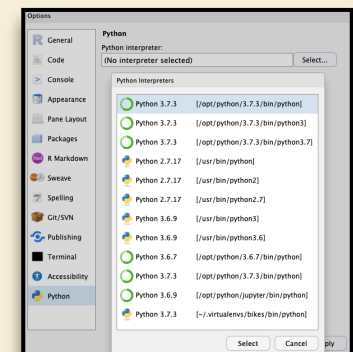 Options
R General
Code
Console
Appearance
Pane Layout
Packages
R Markdown
Sweave
Spelling
Git/SVN
Publishing
Terminal
Accessibility
Python
Python
Python interpreter:
(No interpreter selected)
Select...
Python Interpreters
Python 3.7.3 [/opt/python/3.7.3/bin/python]
Python 3.7.3 [/opt/python/3.7.3/bin/python3]
Python 3.7.3 [/opt/python/3.7.3/bin/python3.7]
Python 2.7.17 [/usr/bin/python]
Python 2.7.17 [/usr/bin/python2]
Python 2.7.17 [/usr/bin/python2.7]
Python 3.6.9 [/usr/bin/python3]
Python 3.6.9 [/usr/bin/python3.6]
Python 3.6.7 [/opt/python/3.6.7/bin/python]
Python 3.7.3 [/opt/python/3.7.3/bin/python]
Python 3.6.9 [/opt/python/jupyter/bin/python]
Python 3.7.3 [~/.virtualenvs/bikes/bin/python]
Select
Cancel
ply